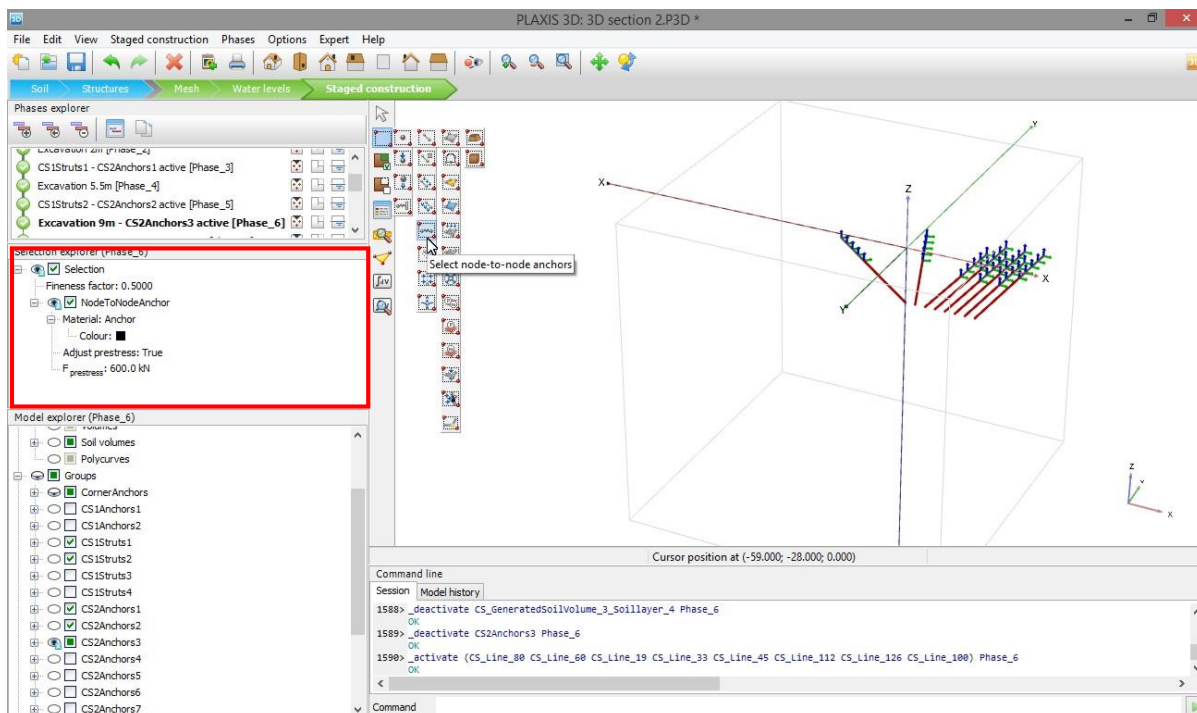 PLAXIS 3D: 3D section 2.P3D *
File Edit View Staged construction Phases Options Expert Help
Soil Structures Mesh Water levels Staged construction
Phases explorer
Excavation 2m [Phase_2]
CS1Struts1 - CS2Anchors1 active [Phase_3]
Excavation 5.5m [Phase_4]
CS1Struts2 - CS2Anchors2 active [Phase_5]
Excavation 9m - CS2Anchors3 active [Phase_6]
Selection explorer (Phase_6)
Selection
Fineness factor: 0.5000
NodeToNodeAnchor
Material: Anchor
Colour:
Adjust prestress: True
F prestress: 600.0 kN
Model explorer (Phase_6)
Volumes
Soil volumes
Polycurves
Groups
CornerAnchors
CS1Anchors1
CS1Anchors2
CS1Struts1
CS1Struts2
CS1Struts3
CS1Struts4
CS2Anchors1
CS2Anchors2
CS2Anchors3
CS2Anchors4
CS2Anchors5
CS2Anchors6
CS2Anchors7
Select node-to-node anchors
X
Y
Z
X
Y
Z
Y
X
Cursor position at (-59.000; -28.000; 0.000)
Command line
Session Model history
1588> _deactivate CS_GeneratedSoilVolume_3_Soillayer_4 Phase_6
OK
1589> _deactivate CS2Anchors3 Phase_6
OK
1590> _activate (CS_Line_80 CS_Line_60 CS_Line_19 CS_Line_33 CS_Line_45 CS_Line_112 CS_Line_126 CS_Line_100) Phase_6
OK
Command